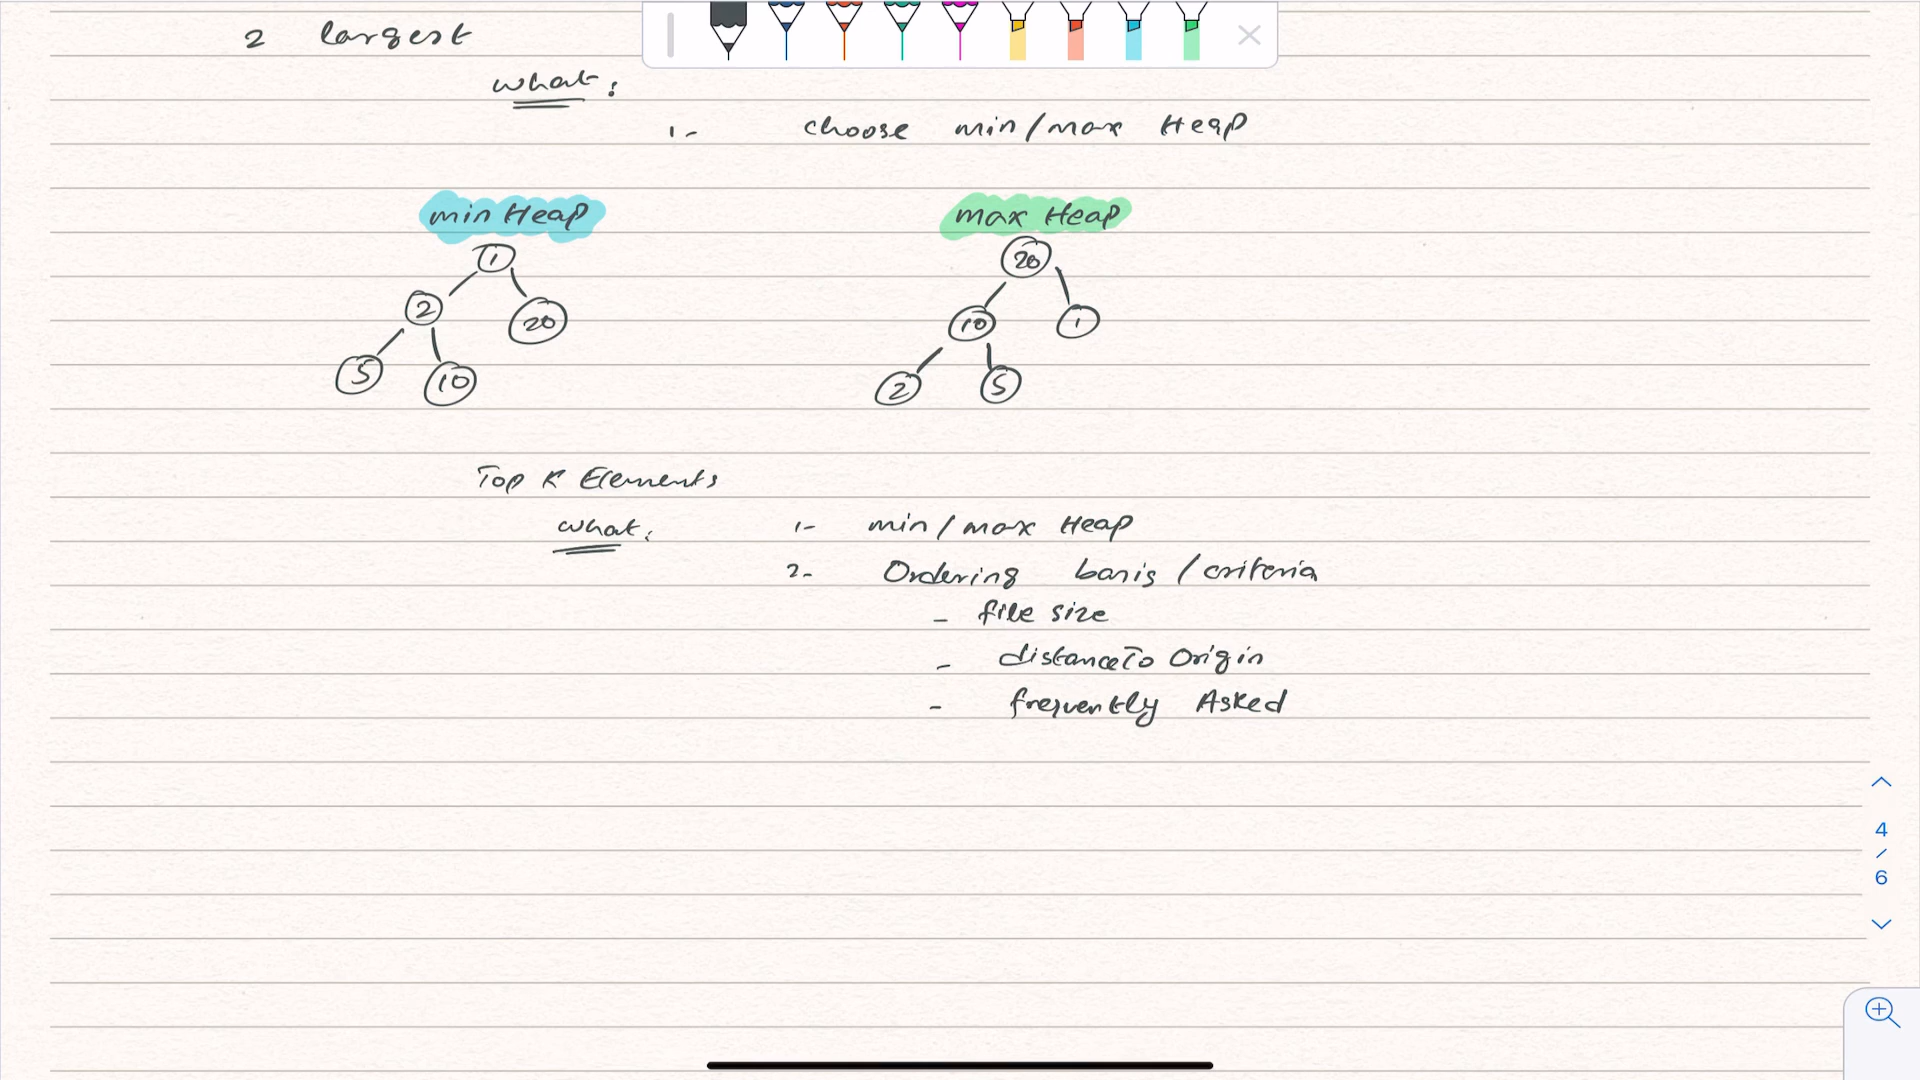 2 largest
what:
1- choose min/max Heap
min Heap
max Heap
1
20
2
20
10
1
5
10
2
5
Top K Elements
what:
1- min/max Heap
2- Ordering basis / criteria
- file size
- distanceTo Origin
- frequently Asked
4
/
6